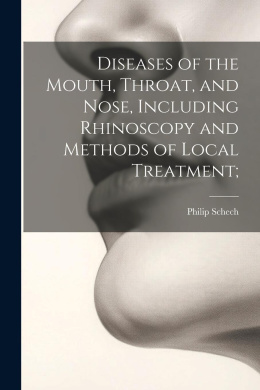 Diseases of the
Mouth, Throat, and
Nose, Including
Rhinoscopy and
Methods of Local
Treatment;
Philip Schech